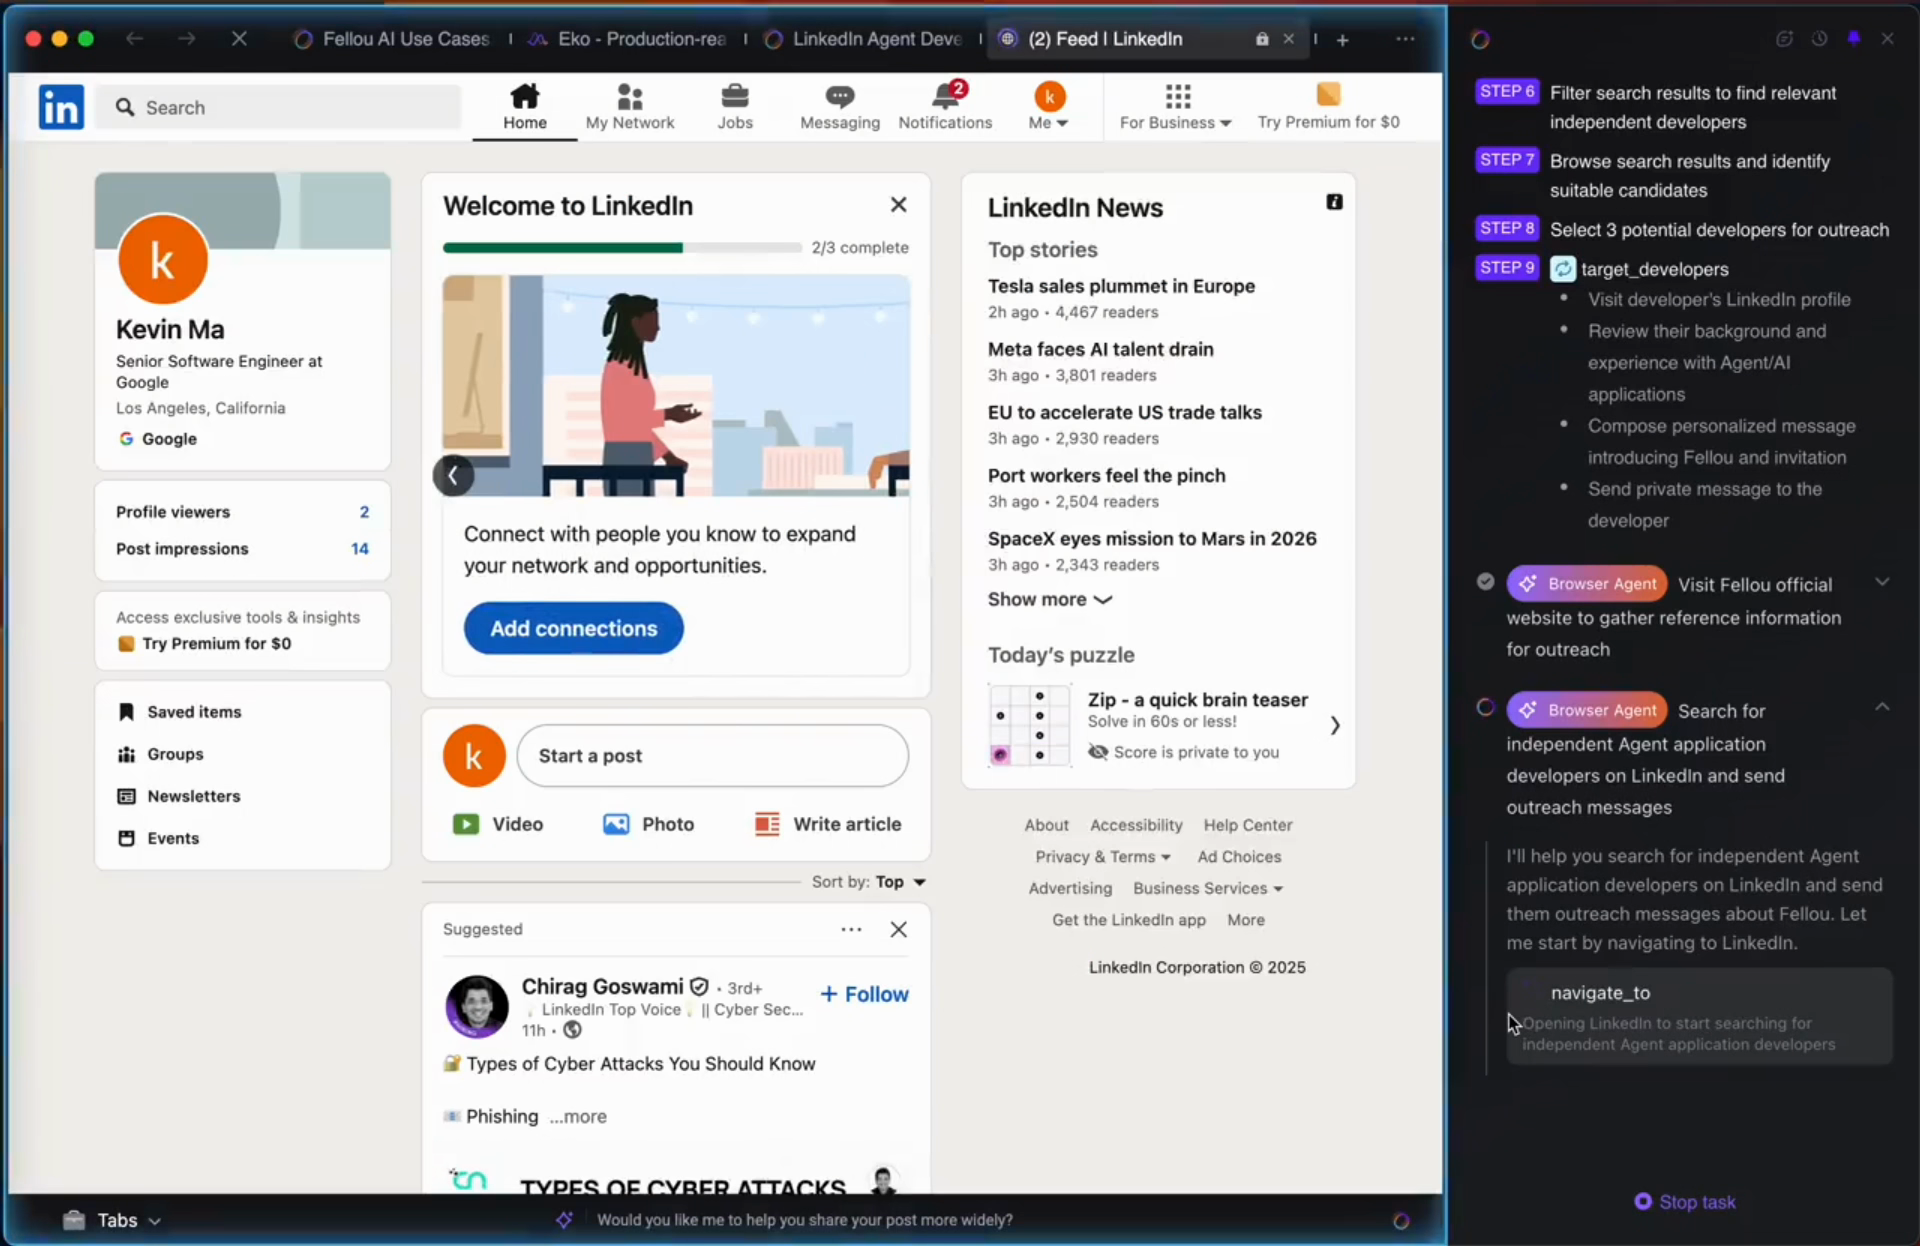 Fellou AI Use Cases
Eko - Production-rea
LinkedIn Agent Deve
(2) Feed | LinkedIn
in
Search
Home
My Network
Jobs
Messaging
2
Notifications
k
Me
For Business
Try Premium for $0
k
Kevin Ma
Senior Software Engineer at
Google
Los Angeles, California
G Google
Profile viewers 2
Post impressions 14
Access exclusive tools & insights
Try Premium for $0
Saved items
Groups
Newsletters
Events
Welcome to LinkedIn
2/3 complete
Connect with people you know to expand
your network and opportunities.
Add connections
k
Start a post
Video
Photo
Write article
Sort by: Top
Suggested
Chirag Goswami • 3rd+
LinkedIn Top Voice || Cyber Sec...
11h •
+ Follow
🔐 Types of Cyber Attacks You Should Know
Phishing ...more
TYPES OF CYBER ATTACKS
LinkedIn News
Top stories
Tesla sales plummet in Europe
2h ago • 4,467 readers
Meta faces AI talent drain
3h ago • 3,801 readers
EU to accelerate US trade talks
3h ago • 2,930 readers
Port workers feel the pinch
3h ago • 2,504 readers
SpaceX eyes mission to Mars in 2026
3h ago • 2,343 readers
Show more
Today's puzzle
Zip - a quick brain teaser
Solve in 60s or less!
Score is private to you
About Accessibility Help Center
Privacy & Terms Ad Choices
Advertising Business Services
Get the LinkedIn app More
LinkedIn Corporation © 2025
Tabs
Would you like me to help you share your post more widely?
STEP 6 Filter search results to find relevant
independent developers
STEP 7 Browse search results and identify
suitable candidates
STEP 8 Select 3 potential developers for outreach
STEP 9 target_developers
• Visit developer's LinkedIn profile
• Review their background and
experience with Agent/AI
applications
• Compose personalized message
introducing Fellou and invitation
• Send private message to the
developer
Browser Agent Visit Fellou official
website to gather reference information
for outreach
Browser Agent Search for
independent Agent application
developers on LinkedIn and send
outreach messages
I'll help you search for independent Agent
application developers on LinkedIn and send
them outreach messages about Fellou. Let
me start by navigating to LinkedIn.
navigate_to
Opening LinkedIn to start searching for
independent Agent application developers
Stop task